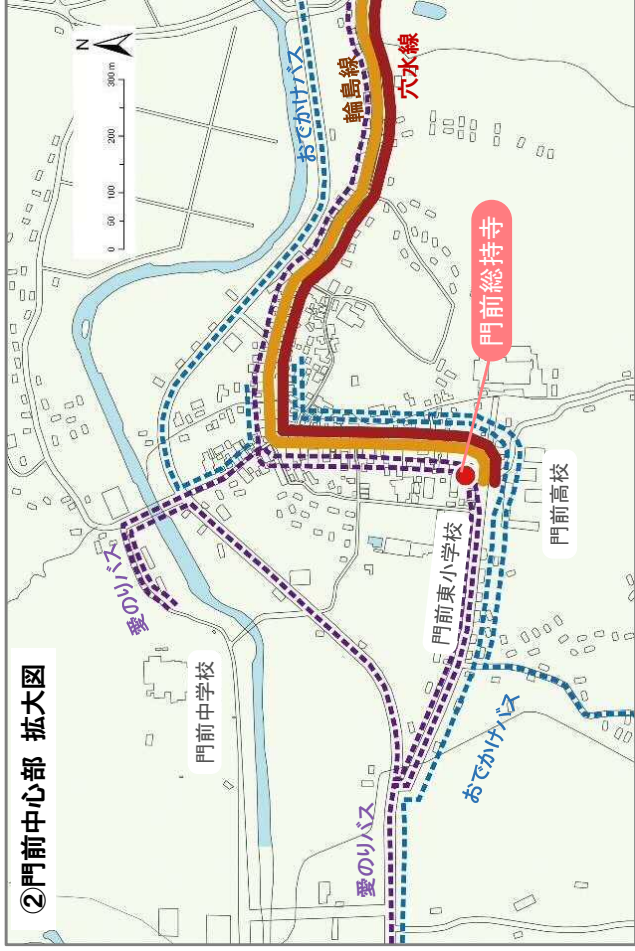 ②門前中心部 拡大図
N
0 50 100 200 300 m
おでかけバス
輪島線
穴水線
門前総持寺
愛のりバス
門前中学校
門前東小学校
門前高校
愛のりバス
おでかけバス